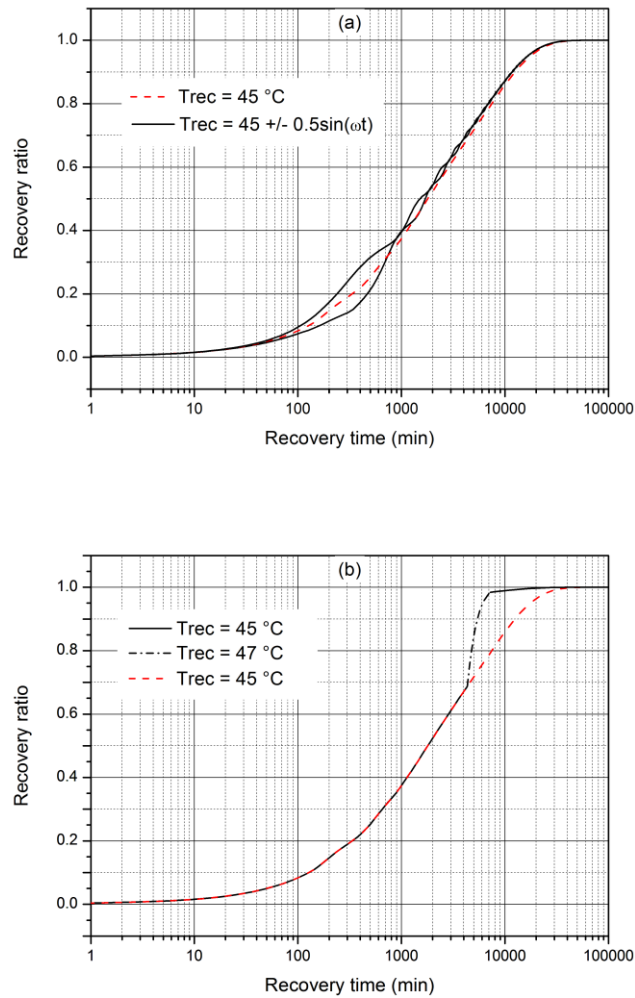 (a)
1.0
0.8
0.6
0.4
0.2
0.0
Recovery ratio
Trec = 45 °C
Trec = 45 +/- 0.5sin(ωt)
1 10 100 1000 10000 100000
Recovery time (min)
(b)
1.0
0.8
0.6
0.4
0.2
0.0
Recovery ratio
Trec = 45 °C
Trec = 47 °C
Trec = 45 °C
1 10 100 1000 10000 100000
Recovery time (min)